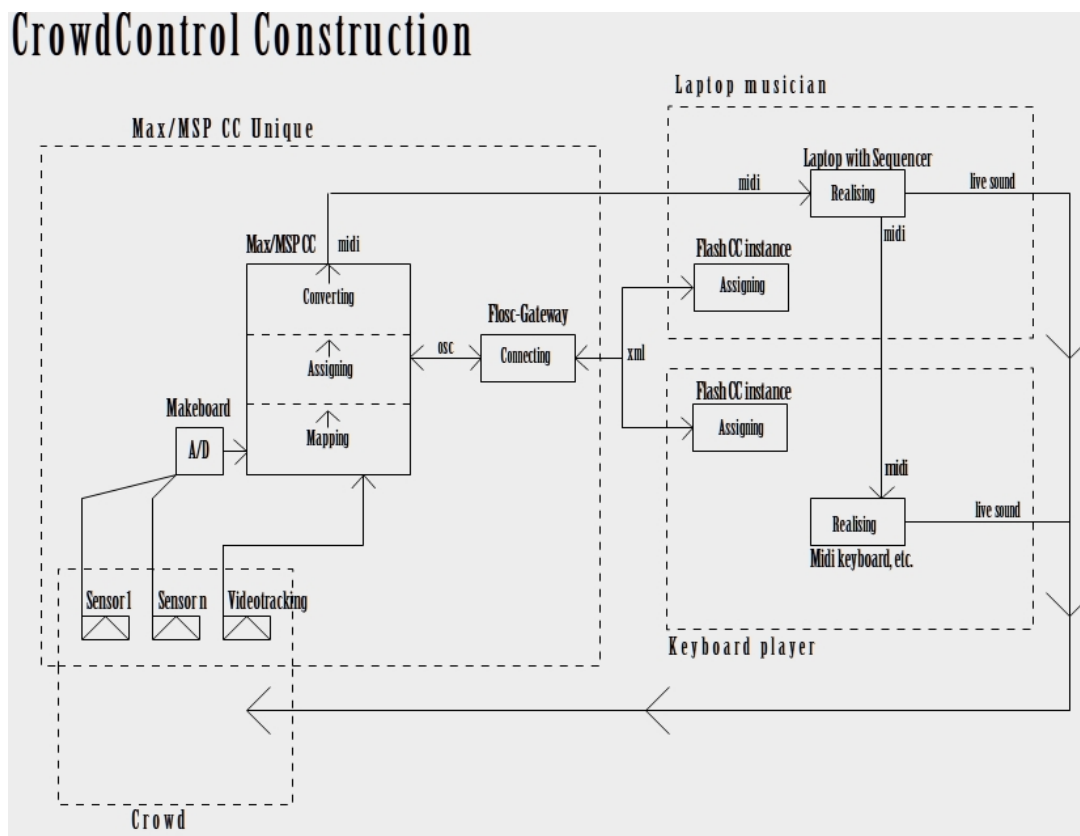 CrowdControl Construction
Laptop musician
Max/MSP CC Unique
Laptop with Sequencer
midi
Realising
live sound
Max/MSP CC
midi
midi
Flash CC instance
Converting
Assigning
Flosc-Gateway
osc
Connecting
xml
Assigning
Flash CC instance
Makeboard
Assigning
Mapping
A/D
midi
live sound
Realising
Midi keyboard, etc.
Sensor 1
Sensor n
Videotracking
Keyboard player
Crowd